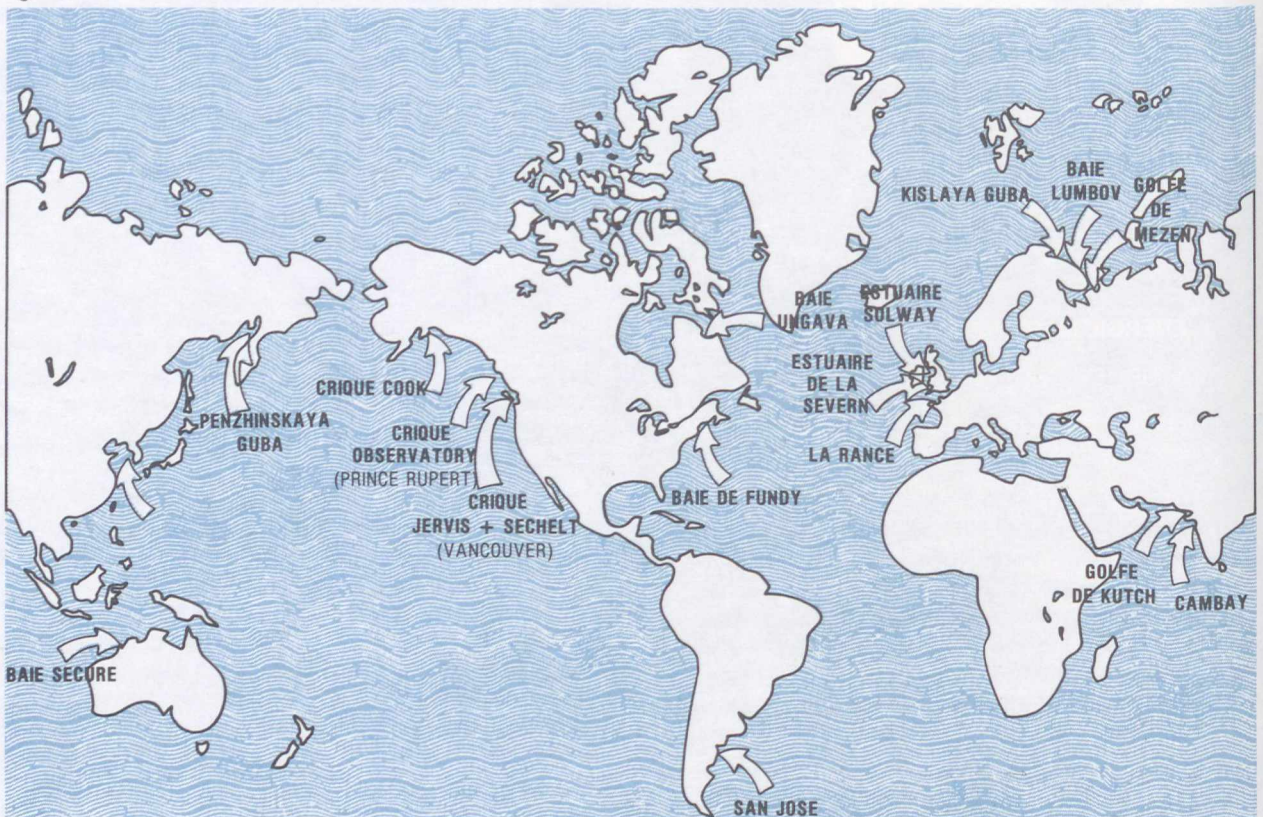 KISLAYA GUBA
BAIE
LUMBOV
GOLFE
DE
MEZEN
BAIE
UNGAVA
ESTUAIRE
SOLWAY
ESTUAIRE
DE LA
SEVERN
LA RANCE
CRIQUE COOK
PENZHINSKAYA
GUBA
CRIQUE
OBSERVATORY
(PRINCE RUPERT)
CRIQUE
JERVIS + SECHELT
(VANCOUVER)
BAIE DE FUNDY
GOLFE
DE KUTCH
CAMBAY
BAIE SECURE
SAN JOSE